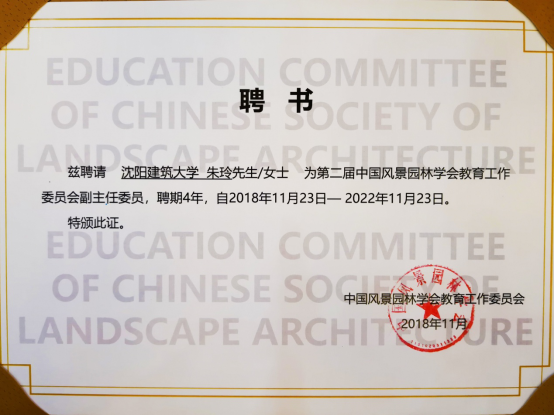 EDUCATION COMMITTEE
OF CHINESE SOCIETY OF
LANDSCAPE ARCHITECTURE
聘 书
兹聘请 沈阳建筑大学 朱玲先生/女士 为第二届中国风景园林学会教育工作
委员会副主任委员，聘期4年，自2018年11月23日— 2022年11月23日。
特颁此证。
EDUCATION COMMITTEE
OF CHINESE SOCIETY OF
LANDSCAPE ARCHITECTURE
中国风景园林学会教育工作委员会
2018年11月